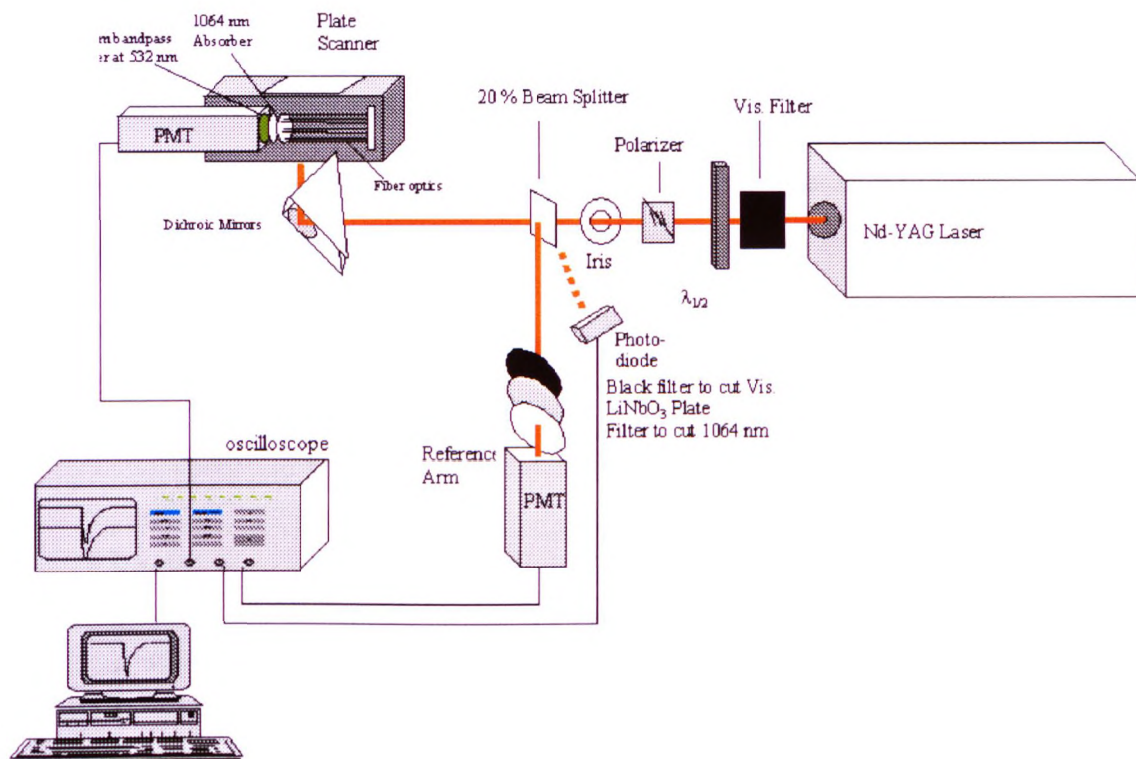 1064 nm
Absorber
Plate
Scanner
bandpass
at 532 nm
PMT
Fiber optics
Dichroic Mirrors
20 % Beam Splitter
Polarizer
Vis. Filter
Nd-YAG Laser
Iris
λ1/2
Photo-
diode
Black filter to cut Vis.
LiNbO3 Plate
Filter to cut 1064 nm
Reference
Arm
PMT
oscilloscope